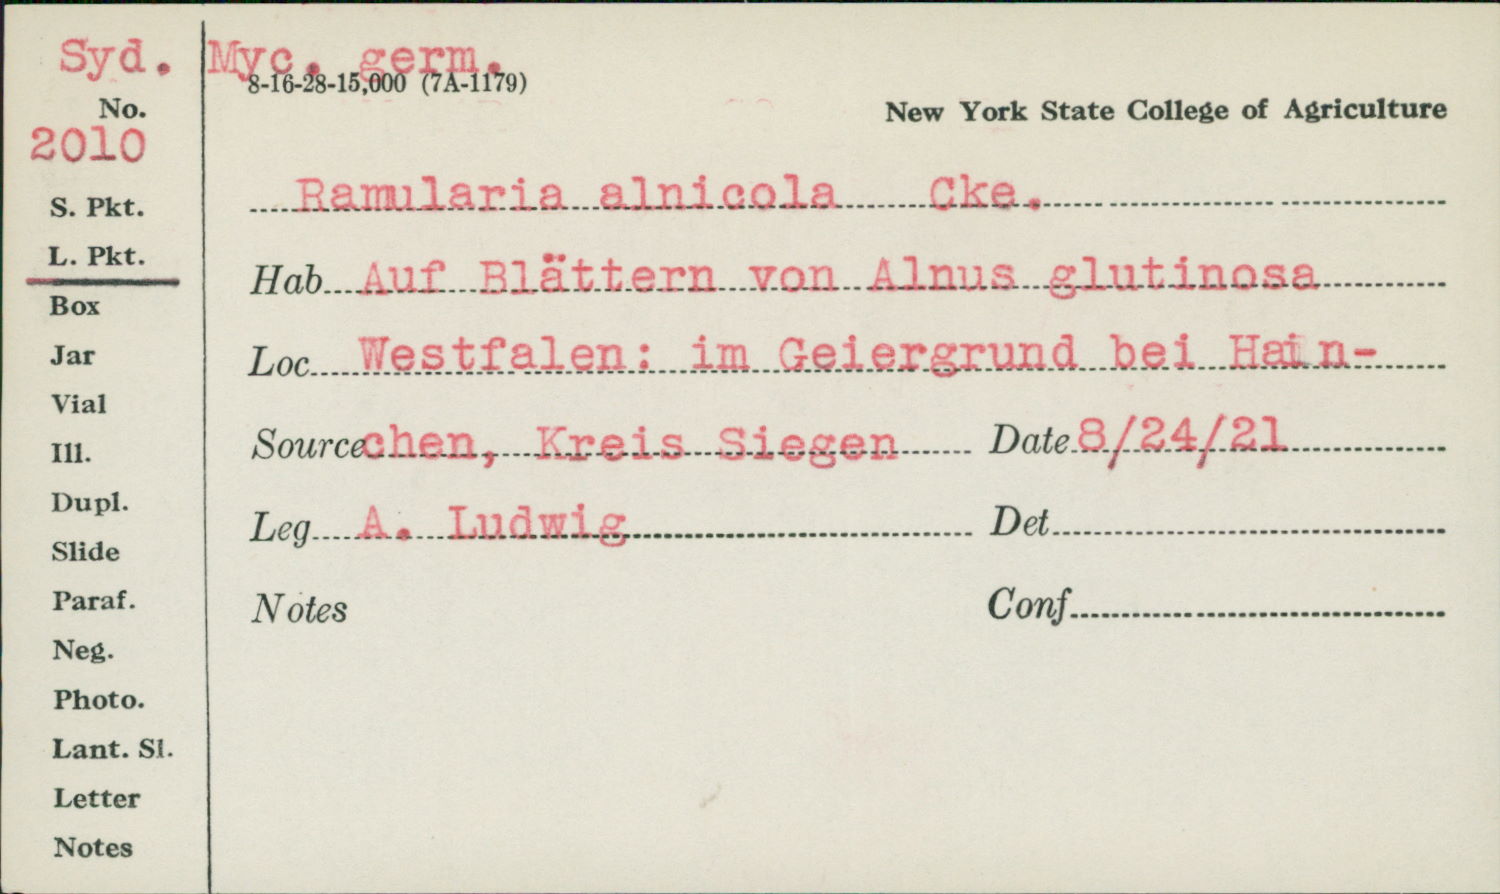 Syd. Myc. germ.
8-16-28-15,000 (7A-1179)
No.
New York State College of Agriculture
2010
Ramularia alnicola Cke.
S. Pkt.
L. Pkt.
Hab Auf Blättern von Alnus glutinosa
Box
Jar
Loc Westfalen: im Geiergrund bei Hain-
Vial
Ill.
Source chen, Kreis Siegen Date 8/24/21
Dupl.
Leg A. Ludwig Det
Slide
Paraf.
Notes Conf
Neg.
Photo.
Lant. Sl.
Letter
Notes